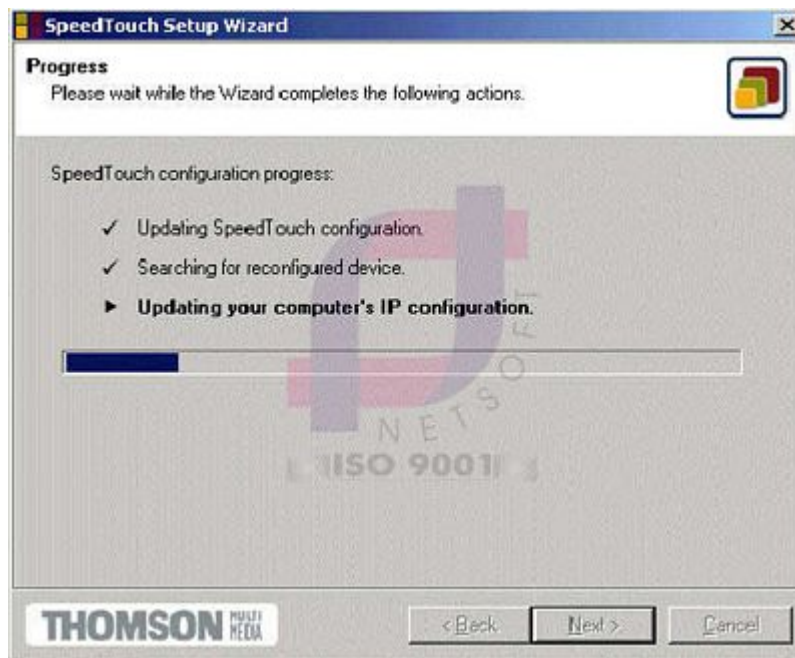 SpeedTouch Setup Wizard
Progress
Please wait while the Wizard completes the following actions.
SpeedTouch configuration progress:
✓ Updating SpeedTouch configuration.
✓ Searching for reconfigured device.
► Updating your computer's IP configuration.
NETSOFT
ISO 9001
THOMSON MULTI MEDIA
< Back
Next >
Cancel